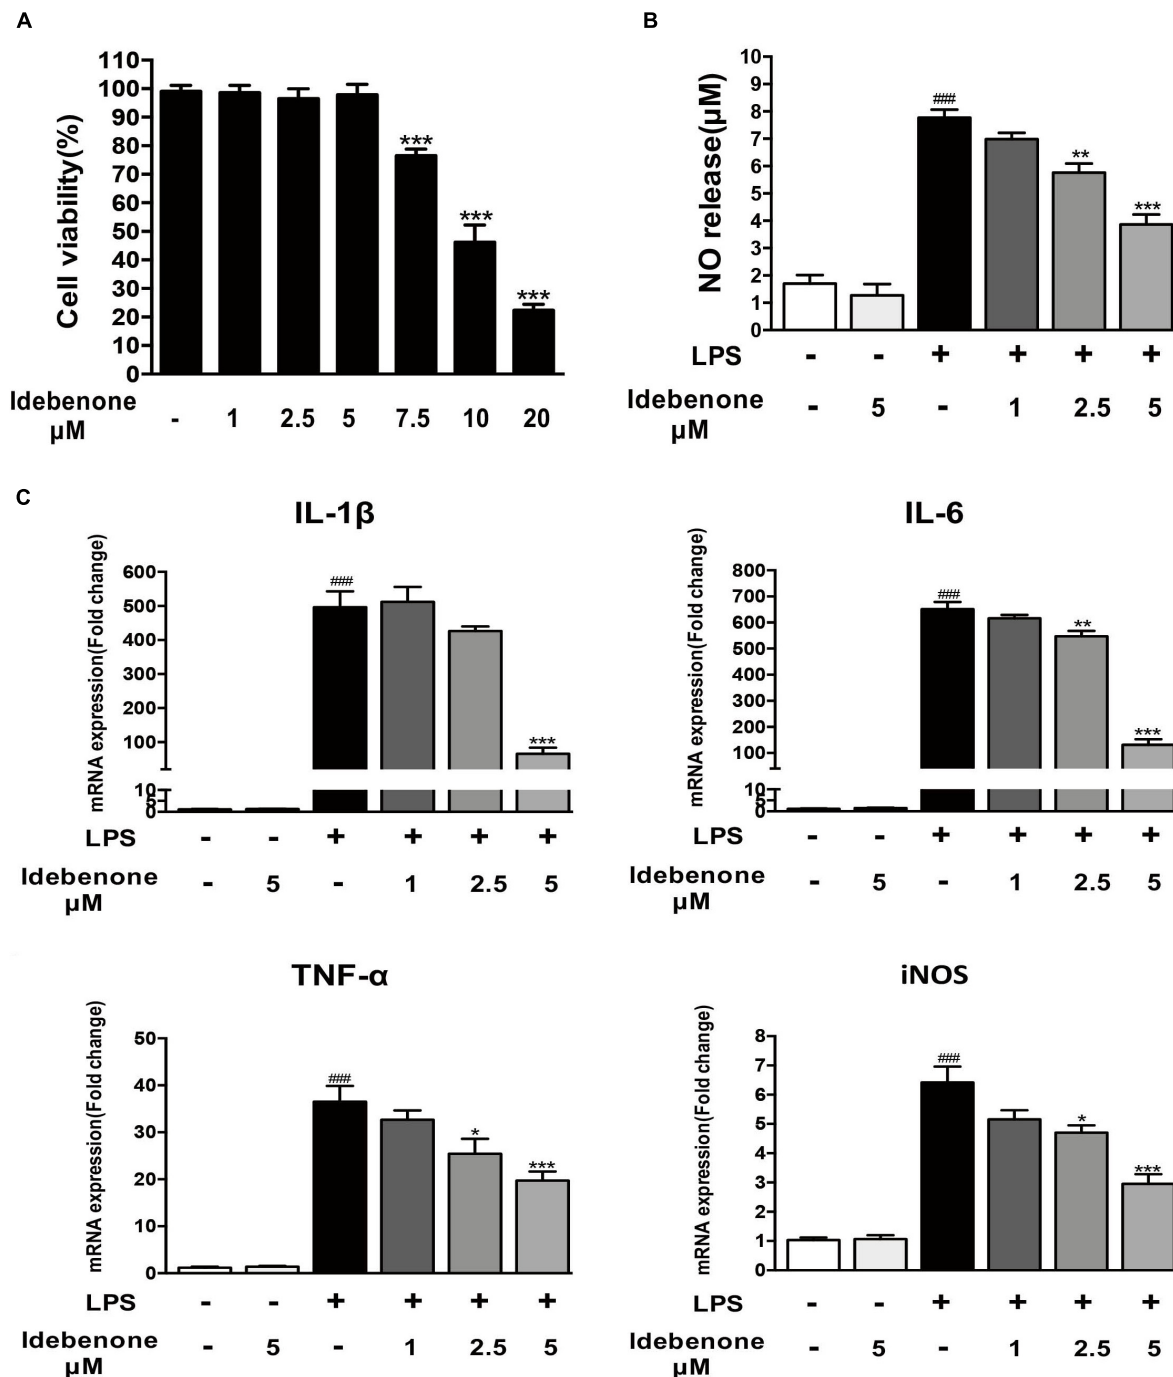 A
110
100
90
80
70
60
50
40
30
20
10
0
Cell viability(%)
***
***
***
Idebenone
µM
- 1 2.5 5 7.5 10 20
B
10
9
8
7
6
5
4
3
2
1
0
NO release(µM)
###
**
***
LPS - - + + + +
Idebenone
µM
- 5 - 1 2.5 5
C
IL-1β
mRNA expression(Fold change)
600
500
400
300
200
100
10
5
0
###
***
LPS - - + + + +
Idebenone
µM
- 5 - 1 2.5 5
IL-6
mRNA expression(Fold change)
800
700
600
500
400
300
200
100
10
5
0
###
**
***
LPS - - + + + +
Idebenone
µM
- 5 - 1 2.5 5
TNF-α
mRNA expression(Fold change)
50
40
30
20
10
0
###
*
***
LPS - - + + + +
Idebenone
µM
- 5 - 1 2.5 5
iNOS
mRNA expression(Fold change)
8
7
6
5
4
3
2
1
0
###
*
***
LPS - - + + + +
Idebenone
µM
- 5 - 1 2.5 5